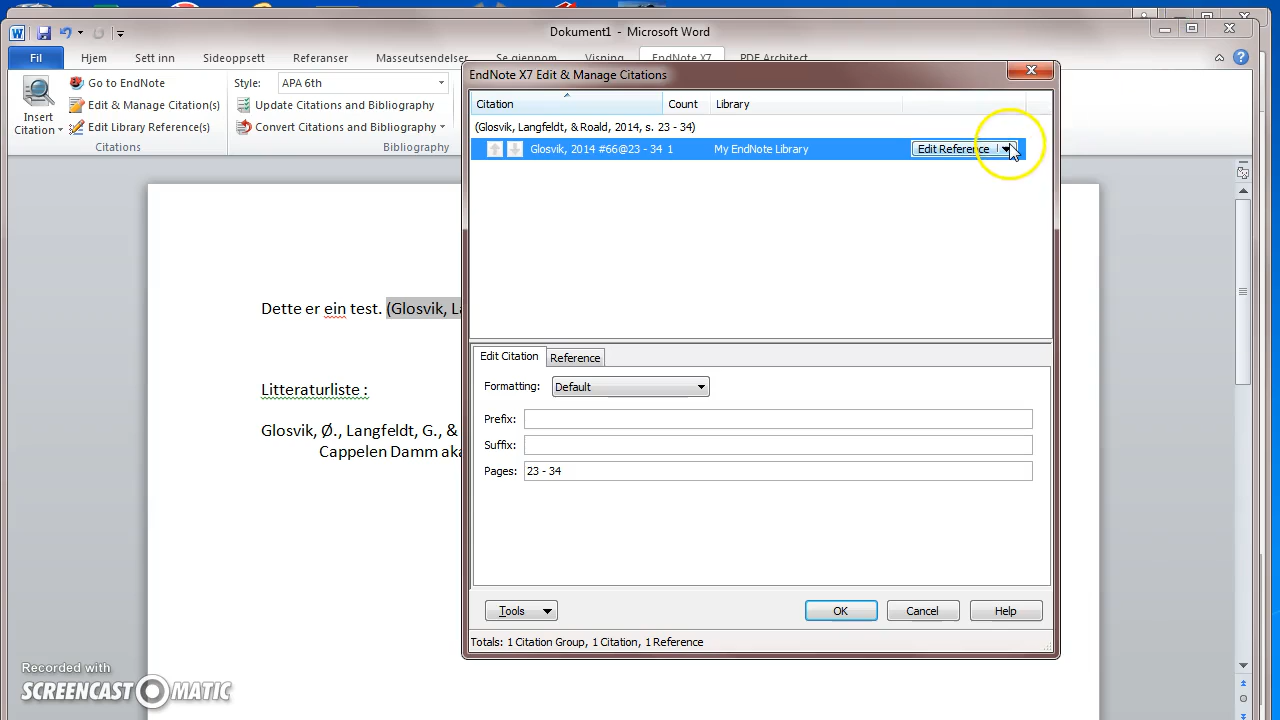 Dokument1 - Microsoft Word
Fil Hjem Sett inn Sideoppsett Referanser Masseutsendelser Se gjennom Visning EndNote X7 PDF Architect
Insert Citation
Go to EndNote
Edit & Manage Citation(s)
Edit Library Reference(s)
Citations
Style: APA 6th
Update Citations and Bibliography
Convert Citations and Bibliography
Bibliography
EndNote X7 Edit & Manage Citations
Citation Count Library
(Glosvik, Langfeldt, & Roald, 2014, s. 23 - 34)
Glosvik, 2014 #66@23 - 34 1 My EndNote Library Edit Reference
Dette er ein test. (Glosvik, La
Litteraturliste :
Glosvik, Ø., Langfeldt, G., &
Cappelen Damm aka
Edit Citation Reference
Formatting: Default
Prefix:
Suffix:
Pages: 23 - 34
Tools OK Cancel Help
Totals: 1 Citation Group, 1 Citation, 1 Reference
Recorded with
SCREENCAST MATIC